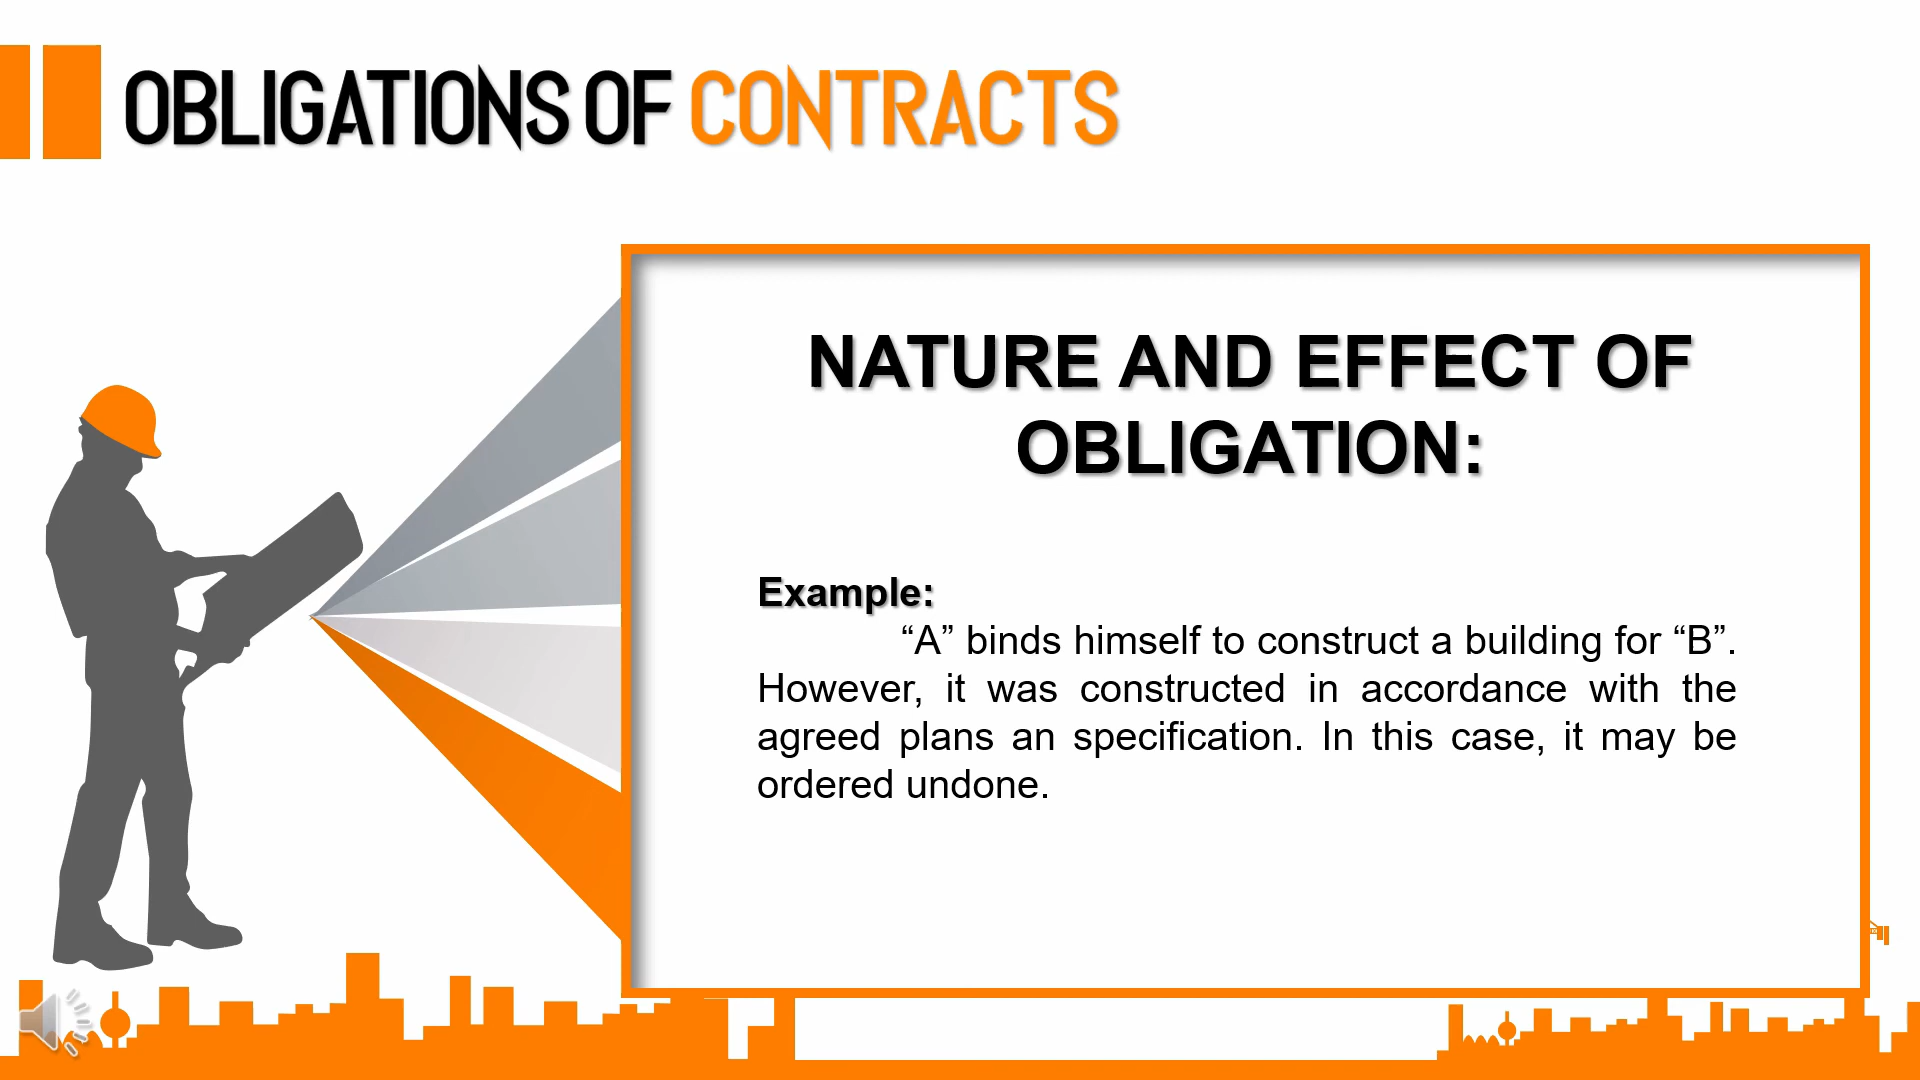 OBLIGATIONS OF CONTRACTS
NATURE AND EFFECT OF
OBLIGATION:
Example:
“A” binds himself to construct a building for “B”.
However, it was constructed in accordance with the
agreed plans an specification. In this case, it may be
ordered undone.